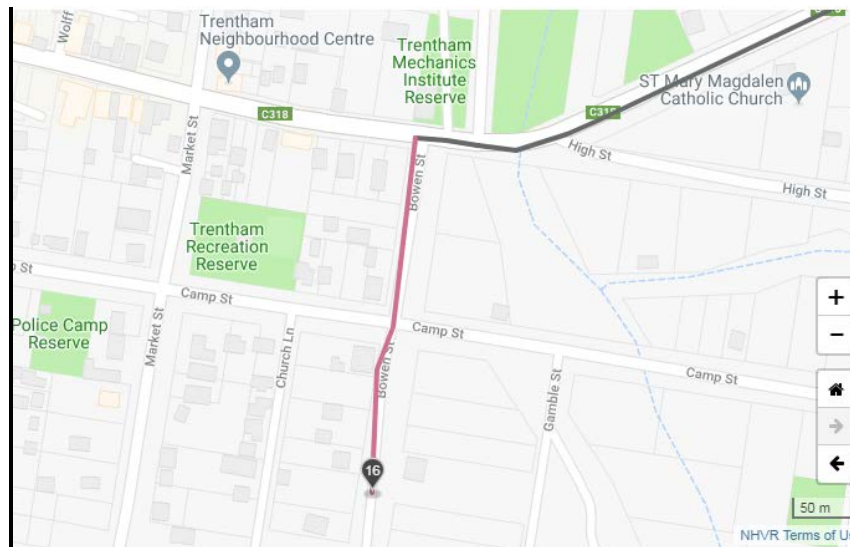 Wolff
Trentham
Neighbourhood Centre
Trentham
Mechanics
Institute
Reserve
ST Mary Magdalen
Catholic Church
C318
C318
High St
High St
Market St
Bowen St
Trentham
Recreation
Reserve
p St
Camp St
Camp St
Camp St
Police Camp
Reserve
Market St
Church Ln
Bowen St
Gamble St
16
+
−
50 m
NHVR Terms of U